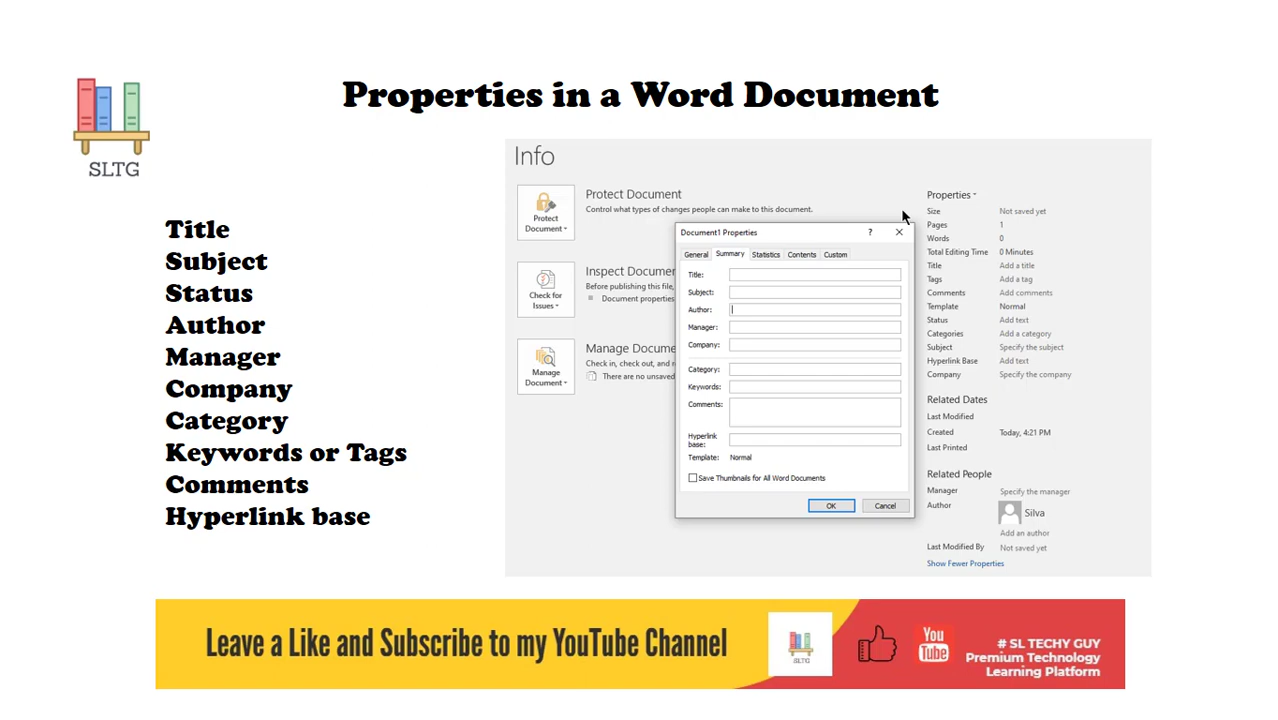 Properties in a Word Document
SLTG
Title
Subject
Status
Author
Manager
Company
Category
Keywords or Tags
Comments
Hyperlink base
Info
Protect Document
Protect Document
Control what types of changes people can make to this document.
Check for Issues
Inspect Documen
Before publishing this file,
Document properties
Manage Document
Manage Docume
Check in, check out, and r
There are no unsaved
Document1 Properties ?
General Summary Statistics Contents Custom
Title:
Subject:
Author:
Manager:
Company:
Category:
Keywords:
Comments:
Hyperlink
base:
Template: Normal
Save Thumbnails for All Word Documents
OK Cancel
Properties
Size Not saved yet
Pages 1
Words 0
Total Editing Time 0 Minutes
Title Add a title
Tags Add a tag
Comments Add comments
Template Normal
Status Add text
Categories Add a category
Subject Specify the subject
Hyperlink Base Add text
Company Specify the company
Related Dates
Last Modified
Created Today, 4:21 PM
Last Printed
Related People
Manager Specify the manager
Author Silva
Add an author
Last Modified By Not saved yet
Show Fewer Properties
Leave a Like and Subscribe to my YouTube Channel
SLTG
You
Tube
# SL TECHY GUY
Premium Technology
Learning Platform